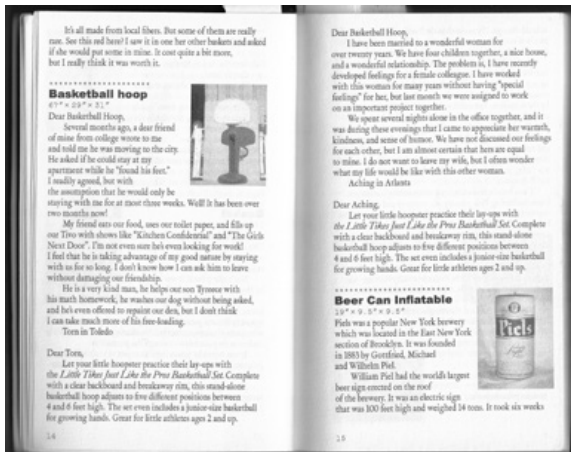 It's all made from local fibers. But some of them are really
rare. See this red here? I saw it in one her other baskets and asked
if she would put some in mine. It cost quite a bit more,
but I really think it was worth it.
Basketball hoop
61" x 29" x 21"
Dear Basketball Hoop,
Several months ago, a dear friend
of mine from college wrote to me
and told me he was moving to the city.
He asked if he could stay at my
apartment while he "found his feet."
I readily agreed, but with
the assumption that he would only be
staying with me for at most three weeks. Well! It has been over
two months now!
My friend eats our food, uses our toilet paper, and fills up
our Tivo with shows like "Kitchen Confidential" and "The Girls
Next Door". I'm not even sure he's even looking for work!
I feel that he is taking advantage of my good nature by staying
with us for so long. I don't know how I can ask him to leave
without damaging our friendship.
He is a very kind man, he helps our son Tyreece with
his math homework, he washes our dog without being asked,
and he's even offered to repaint our den, but I don't think
I can take much more of his free-loading.
Torn in Toledo
Dear Torn,
Let your little hoopster practice their lay-ups with
the Little Tikes Just Like the Pros Basketball Set. Complete
with a clear backboard and breakaway rim, this stand-alone
basketball hoop adjusts to five different positions between
4 and 6 feet high. The set even includes a junior-size basketball
for growing hands. Great for little athletes ages 2 and up.
14
Dear Basketball Hoop,
I have been married to a wonderful woman for
over twenty years. We have four children together, a nice house,
and a wonderful relationship. The problem is, I have recently
developed feelings for a female colleague. I have worked
with this woman for many years without having "special
feelings" for her, but last month we were assigned to work
on an important project together.
We spent several nights alone in the office together, and it
was during these evenings that I came to appreciate her warmth,
kindness, and sense of humor. We have not discussed our feelings
for each other, but I am almost certain that hers are equal
to mine. I do not want to leave my wife, but I often wonder
what my life would be like with this other woman.
Aching in Atlanta
Dear Aching,
Let your little hoopster practice their lay-ups with
the Little Tikes Just Like the Pros Basketball Set. Complete
with a clear backboard and breakaway rim, this stand-alone
basketball hoop adjusts to five different positions between
4 and 6 feet high. The set even includes a junior-size basketball
for growing hands. Great for little athletes ages 2 and up.
Beer Can Inflatable
19" x 9.5" x 9.5"
Piels was a popular New York brewery
which was located in the East New York
section of Brooklyn. It was founded
in 1883 by Gottfried, Michael
and Wilhelm Piel.
William Piel had the world's largest
beer sign erected on the roof
of the brewery. It was an electric sign
that was 100 feet high and weighed 14 tons. It took six weeks
Piels
15